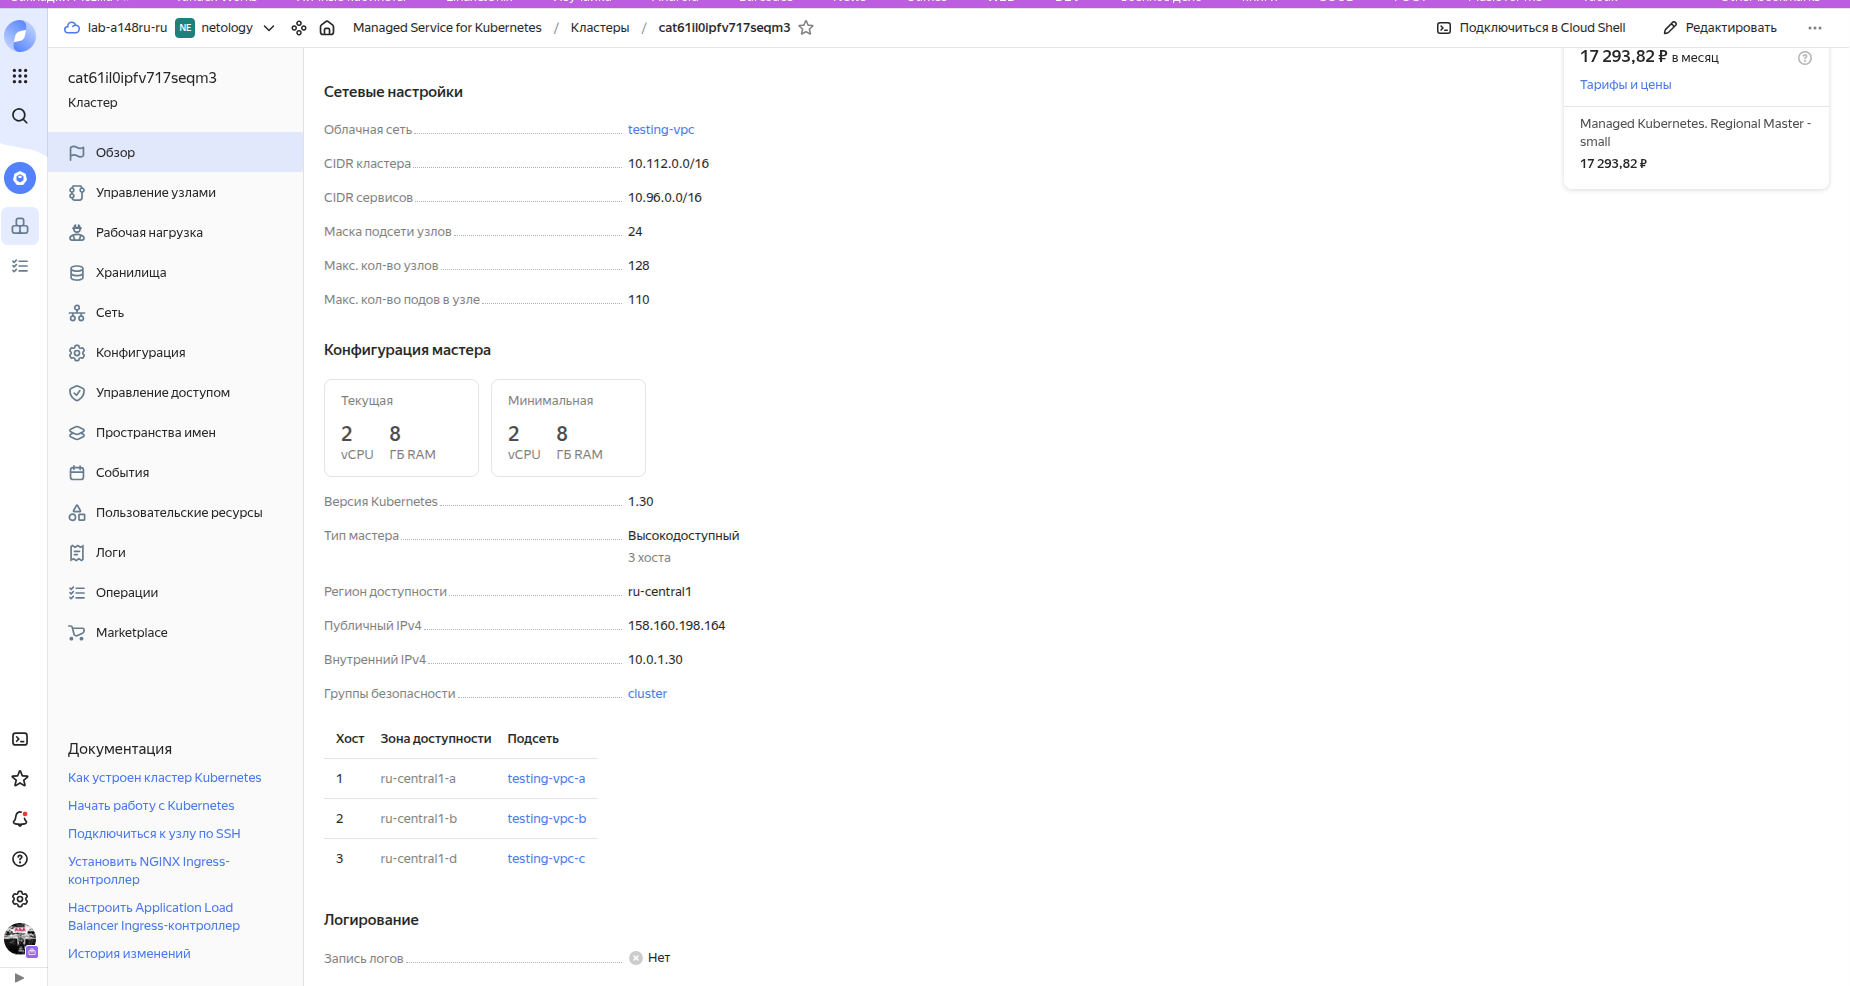 lab-a148ru-ru NE netology Managed Service for Kubernetes / Кластеры / cat61il0ipfv717seqm3 Подключиться в Cloud Shell Редактировать
cat61il0ipfv717seqm3
Кластер
Обзор
Управление узлами
Рабочая нагрузка
Хранилища
Сеть
Конфигурация
Управление доступом
Пространства имен
События
Пользовательские ресурсы
Логи
Операции
Marketplace
Документация
Как устроен кластер Kubernetes
Начать работу с Kubernetes
Подключиться к узлу по SSH
Установить NGINX Ingress-
контроллер
Настроить Application Load
Balancer Ingress-контроллер
История изменений
Сетевые настройки
Облачная сеть testing-vpc
CIDR кластера 10.112.0.0/16
CIDR сервисов 10.96.0.0/16
Маска подсети узлов 24
Макс. кол-во узлов 128
Макс. кол-во подов в узле 110
Конфигурация мастера
Текущая
2 8
vCPU ГБ RAM
Минимальная
2 8
vCPU ГБ RAM
Версия Kubernetes 1.30
Тип мастера Высокодоступный
3 хоста
Регион доступности ru-central1
Публичный IPv4 158.160.198.164
Внутренний IPv4 10.0.1.30
Группы безопасности cluster
Хост Зона доступности Подсеть
1 ru-central1-a testing-vpc-a
2 ru-central1-b testing-vpc-b
3 ru-central1-d testing-vpc-c
Логирование
Запись логов Нет
17 293,82 ₽ в месяц
Тарифы и цены
Managed Kubernetes. Regional Master -
small
17 293,82 ₽